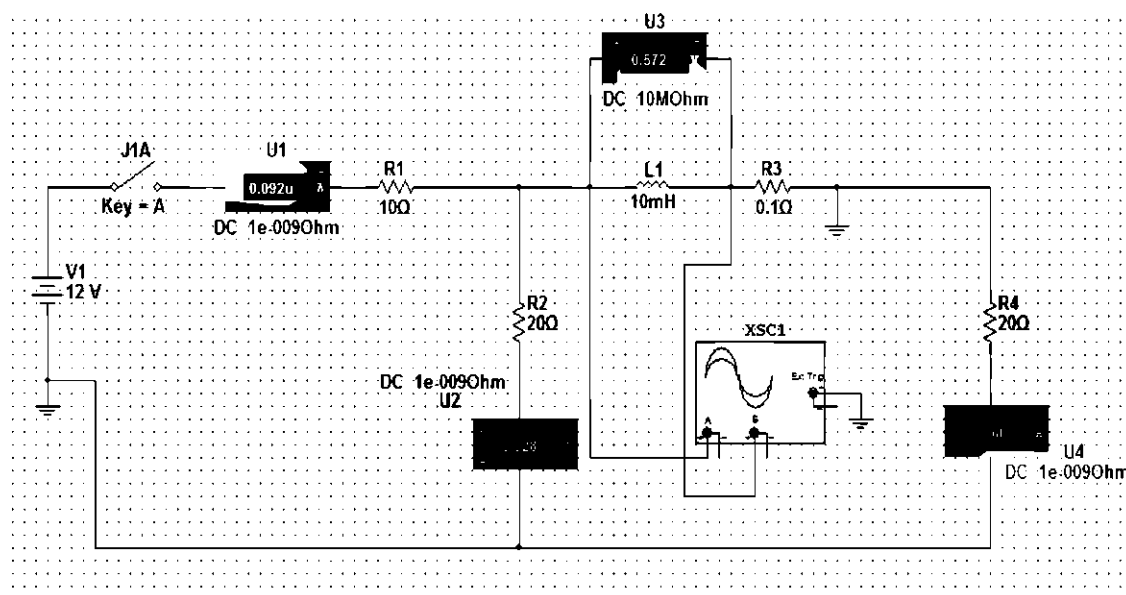 U3
0.572
DC 10MOhm
J1A
U1
R1
L1
R3
0.092u A
Key = A
10Ω
10mH
0.1Ω
DC 1e-009Ohm
V1
12 V
R2
20Ω
R4
20Ω
XSC1
Ext Trig
DC 1e-009Ohm
U2
A
B
U4
DC 1e-009Ohm